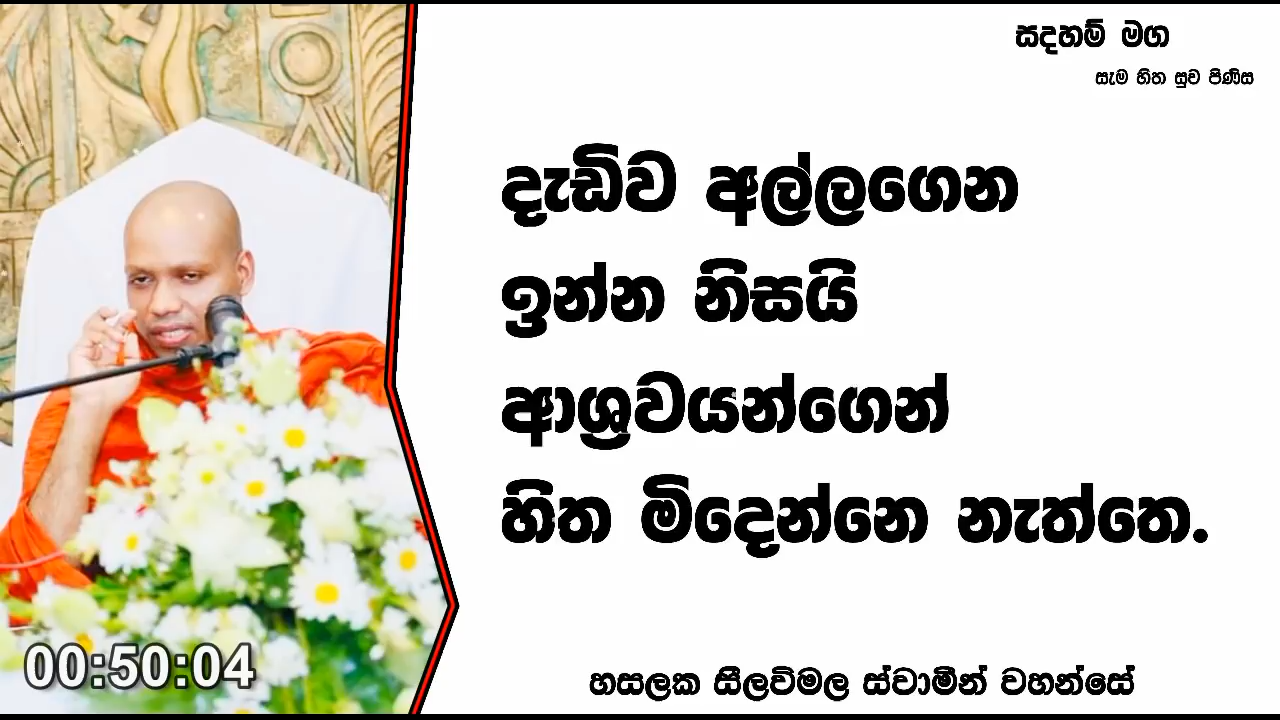 සදහම් මග
සැම හිත සුව පිණිස
දැඩිව අල්ලගෙන
ඉන්න නිසයි
ආශ්‍රවයන්ගෙන්
හිත මිදෙන්නෙ නැත්තෙ.
00:50:04
හසලක සීලවිමල ස්වාමීන් වහන්සේ